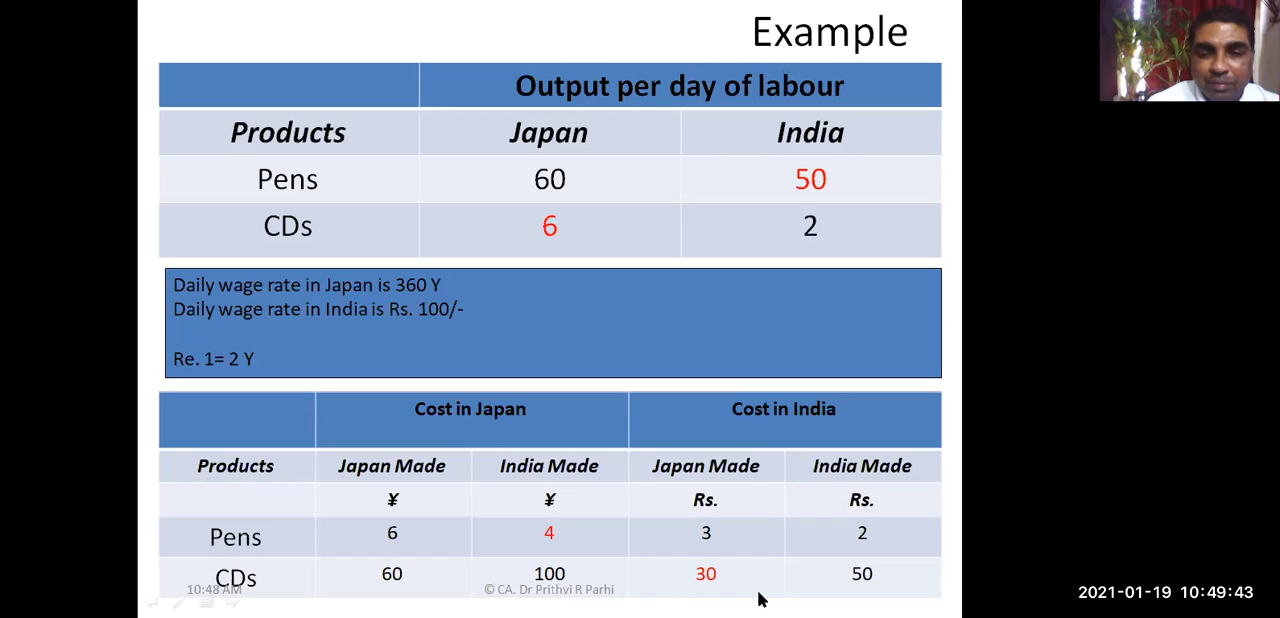 Example
Output per day of labour
Products Japan India
Pens 60 50
CDs 6 2
Daily wage rate in Japan is 360 Y
Daily wage rate in India is Rs. 100/-
Re. 1= 2 Y
Cost in Japan Cost in India
Products Japan Made India Made Japan Made India Made
¥ ¥ Rs. Rs.
Pens 6 4 3 2
CDs 60 100 30 50
10:48 AM © CA. Dr Prithvi R Parhi
2021-01-19 10:49:43